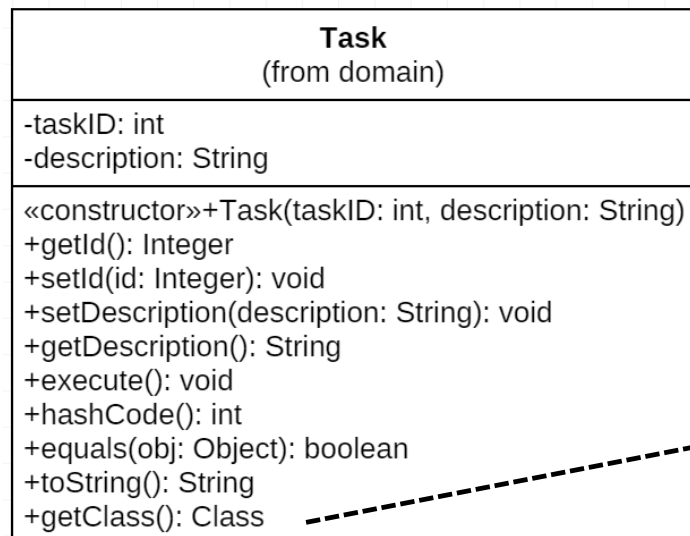 Task
(from domain)
-taskID: int
-description: String
«constructor»+Task(taskID: int, description: String)
+getId(): Integer
+setId(id: Integer): void
+setDescription(description: String): void
+getDescription(): String
+execute(): void
+hashCode(): int
+equals(obj: Object): boolean
+toString(): String
+getClass(): Class